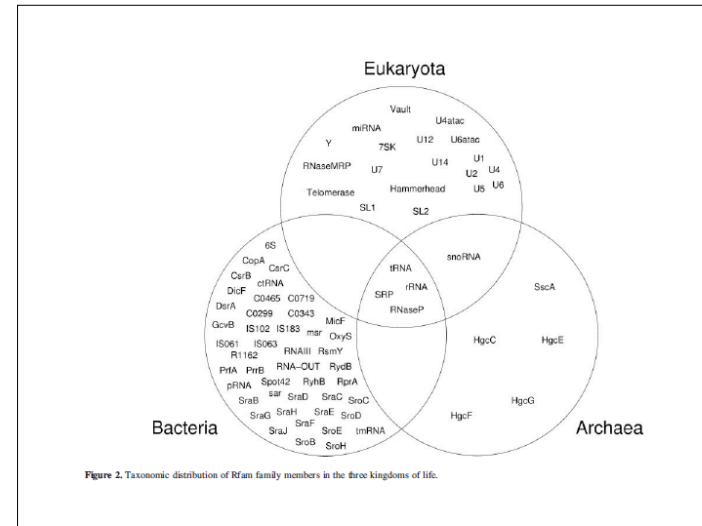 Eukaryota
Vault
U4atac
miRNA
Y
7SK
U12
U6atac
RNaseMRP
U7
U14
U1
U2
U4
Telomerase
Hammerhead
U5
U6
SL1
SL2
6S
CopA
CsrC
CsrB
ctRNA
DicF
C0465
C0719
DsrA
C0299
C0343
GcvB
IS102
IS183
msr
MicF
OxyS
IS061
IS063
R1162
RNAIII
RsmY
PrfA
PrrB
RNA-OUT
RydB
pRNA
Spot42
RyhB
RprA
sar
SraB
SraD
SraC
SroC
SraG
SraH
SraE
SroD
SraF
SraJ
SroE
tmRNA
SroB
SroH
tRNA
snoRNA
SRP
rRNA
RNaseP
SscA
HgcC
HgcE
HgcF
HgcG
Bacteria
Archaea
Figure 2. Taxonomic distribution of Rfam family members in the three kingdoms of life.